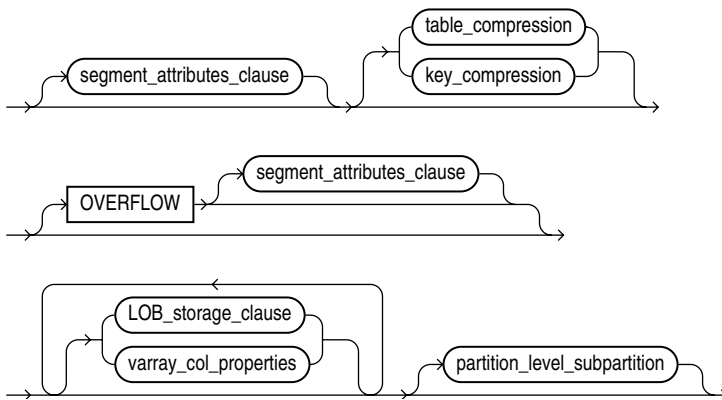 table_compression
segment_attributes_clause
key_compression
segment_attributes_clause
OVERFLOW
LOB_storage_clause
varray_col_properties
partition_level_subpartition